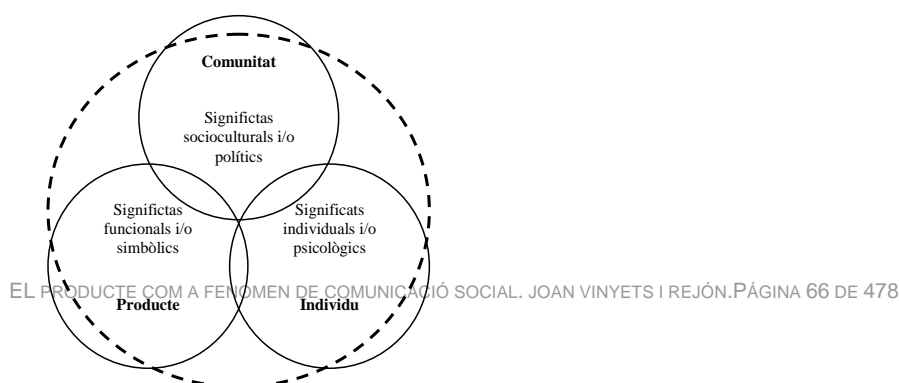 Comunitat
Significtas
socioculturals i/o
polítics
Significtas
funcionals i/o
simbòlics
Significats
individuals i/o
psicològics
EL PRODUCTE COM A FENOMEN DE COMUNICACIÓ SOCIAL. JOAN VINYETS I REJÓN.PÁGINA 66 DE 478
Producte
Individu